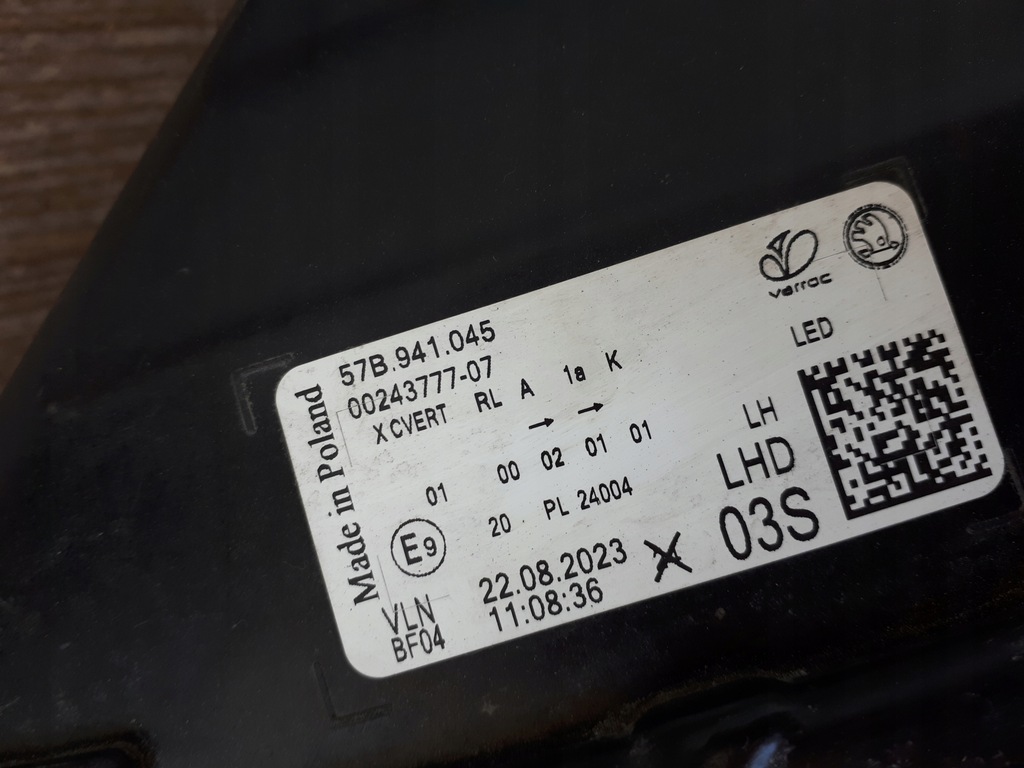 varroc
57B.941.045
LED
00243777-07
X CVERT RL A 1a K
→ →
LH
01 00 02 01 01
LHD
E9
20 PL 24004
03S
22.08.2023
11:08:36
VLN
BF04
Made in Poland